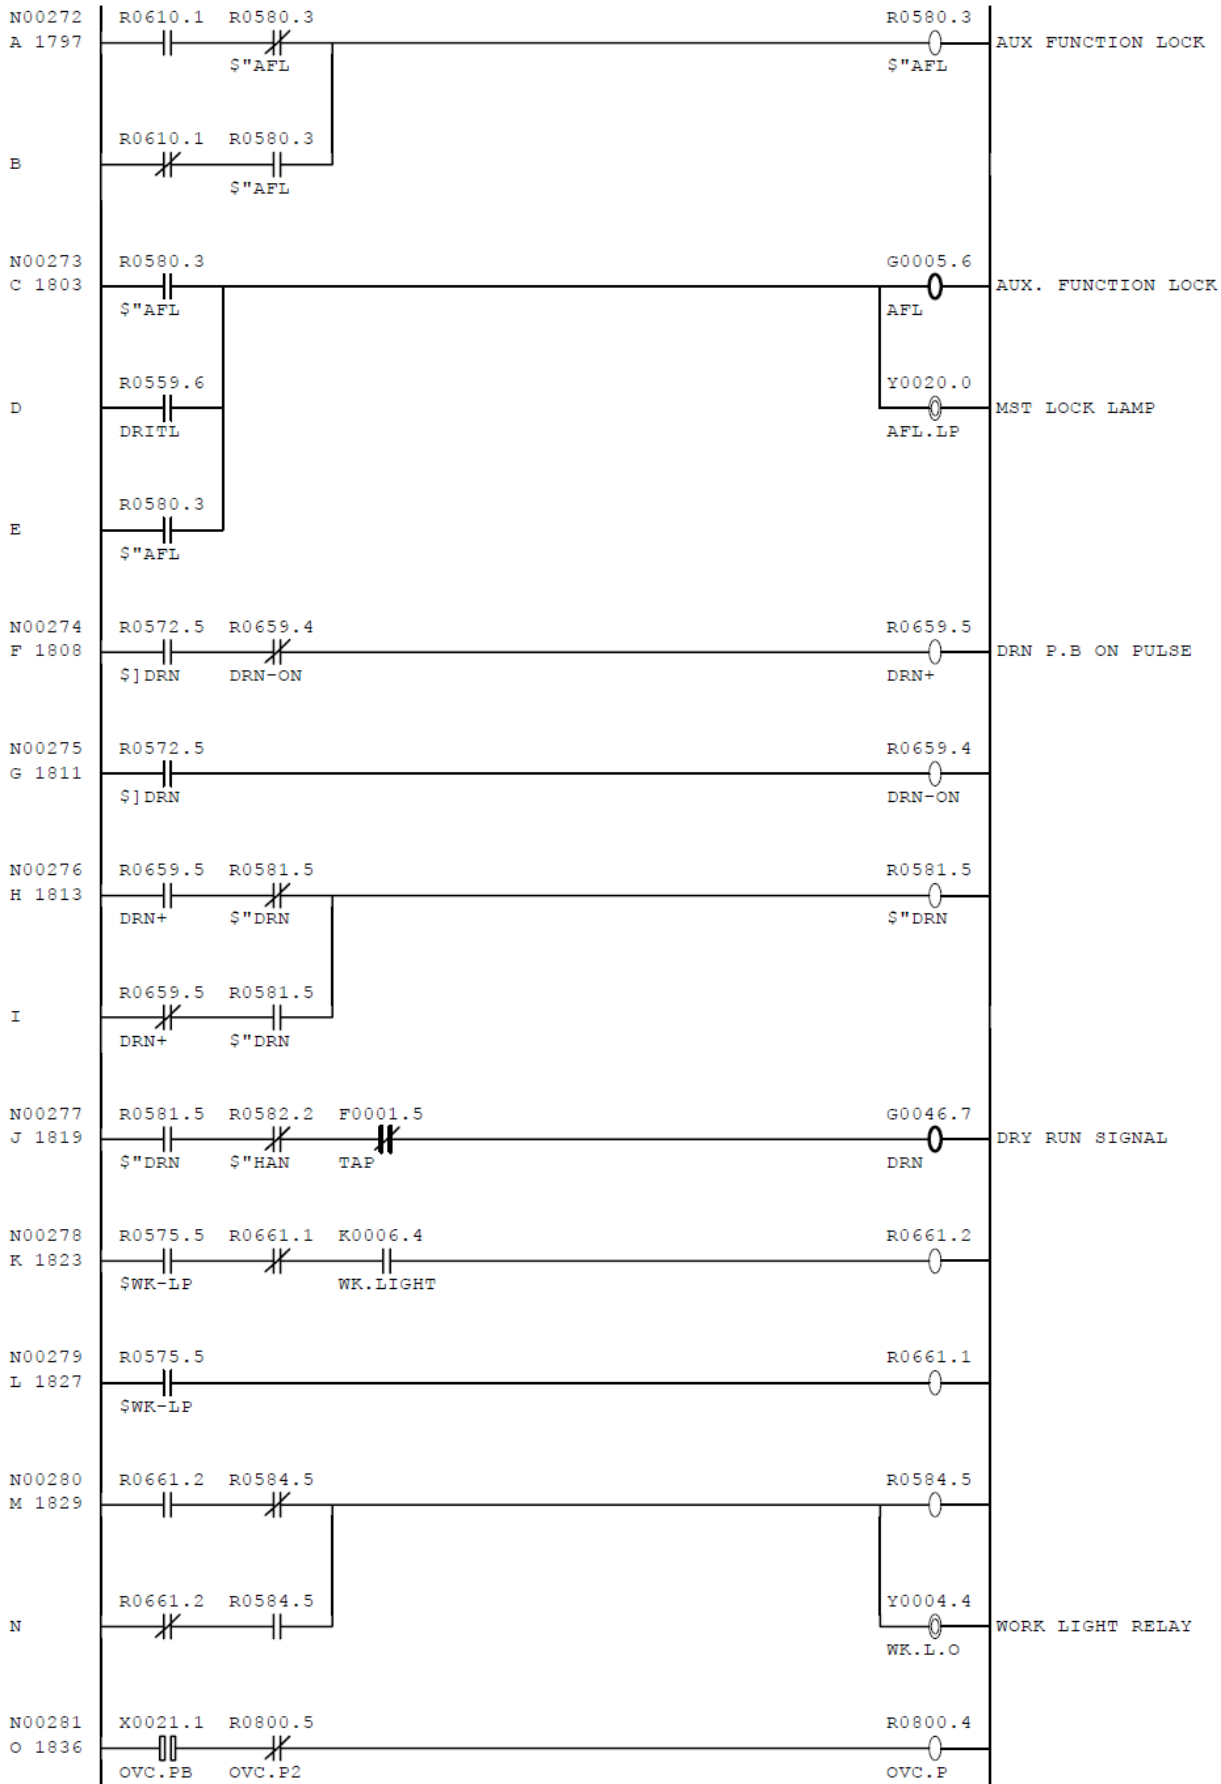 N00272 R0610.1 R0580.3 R0580.3
A 1797 AUX FUNCTION LOCK
$"AFL $"AFL
R0610.1 R0580.3
B
$"AFL
N00273 R0580.3 G0005.6
C 1803 AUX. FUNCTION LOCK
$"AFL AFL
R0559.6 Y0020.0
D MST LOCK LAMP
DRITL AFL.LP
R0580.3
E
$"AFL
N00274 R0572.5 R0659.4 R0659.5
F 1808 DRN P.B ON PULSE
$]DRN DRN-ON DRN+
N00275 R0572.5 R0659.4
G 1811
$]DRN DRN-ON
N00276 R0659.5 R0581.5 R0581.5
H 1813
DRN+ $"DRN $"DRN
R0659.5 R0581.5
I
DRN+ $"DRN
N00277 R0581.5 R0582.2 F0001.5 G0046.7
J 1819 DRY RUN SIGNAL
$"DRN $"HAN TAP DRN
N00278 R0575.5 R0661.1 K0006.4 R0661.2
K 1823
$WK-LP WK.LIGHT
N00279 R0575.5 R0661.1
L 1827
$WK-LP
N00280 R0661.2 R0584.5 R0584.5
M 1829
R0661.2 R0584.5 Y0004.4
N WORK LIGHT RELAY
WK.L.O
N00281 X0021.1 R0800.5 R0800.4
O 1836
OVC.PB OVC.P2 OVC.P